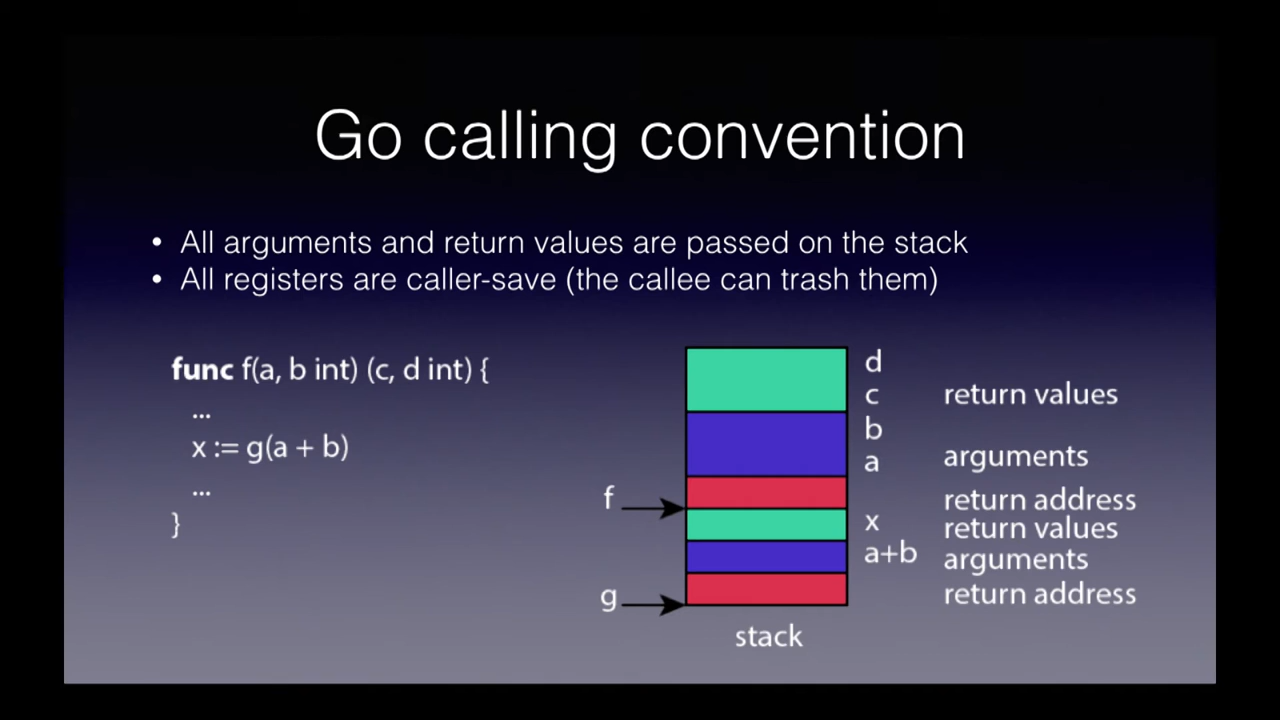 Go calling convention
• All arguments and return values are passed on the stack
• All registers are caller-save (the callee can trash them)
func f(a, b int) (c, d int) {
...
x := g(a + b)
...
}
d
c return values
b
a arguments
f return address
x return values
a+b arguments
g return address
stack